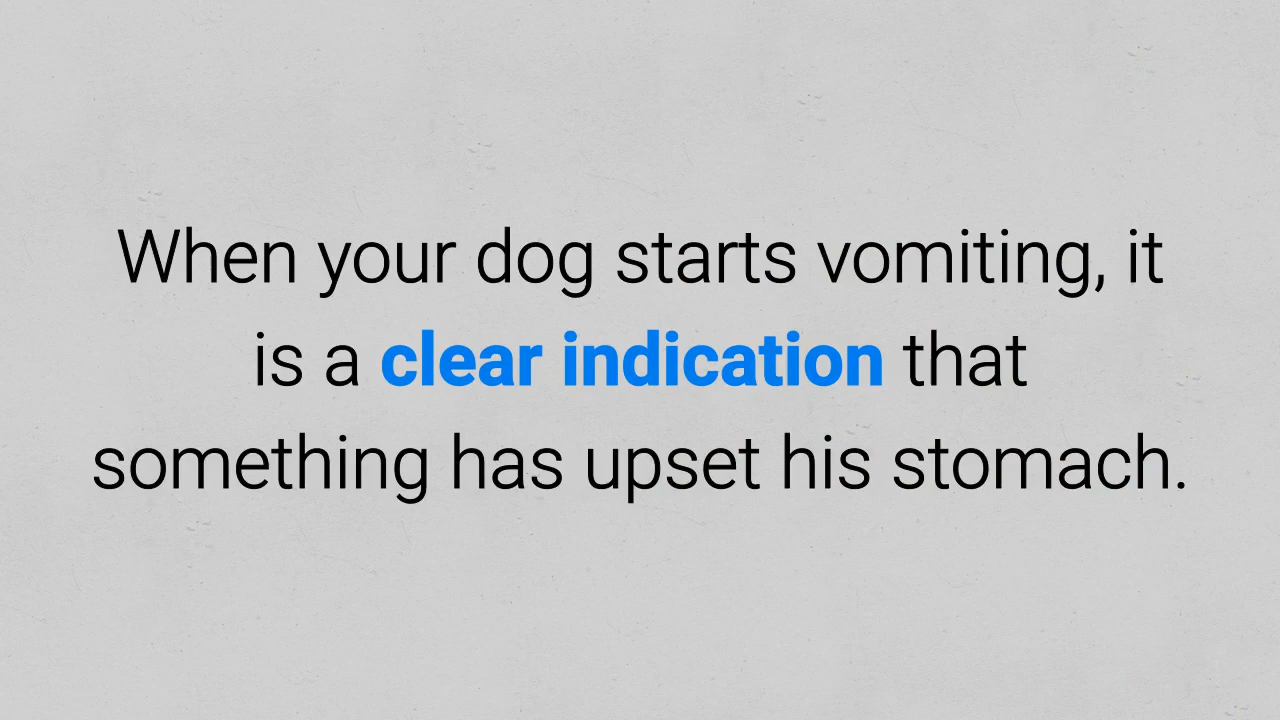 When your dog starts vomiting, it
is a clear indication that
something has upset his stomach.